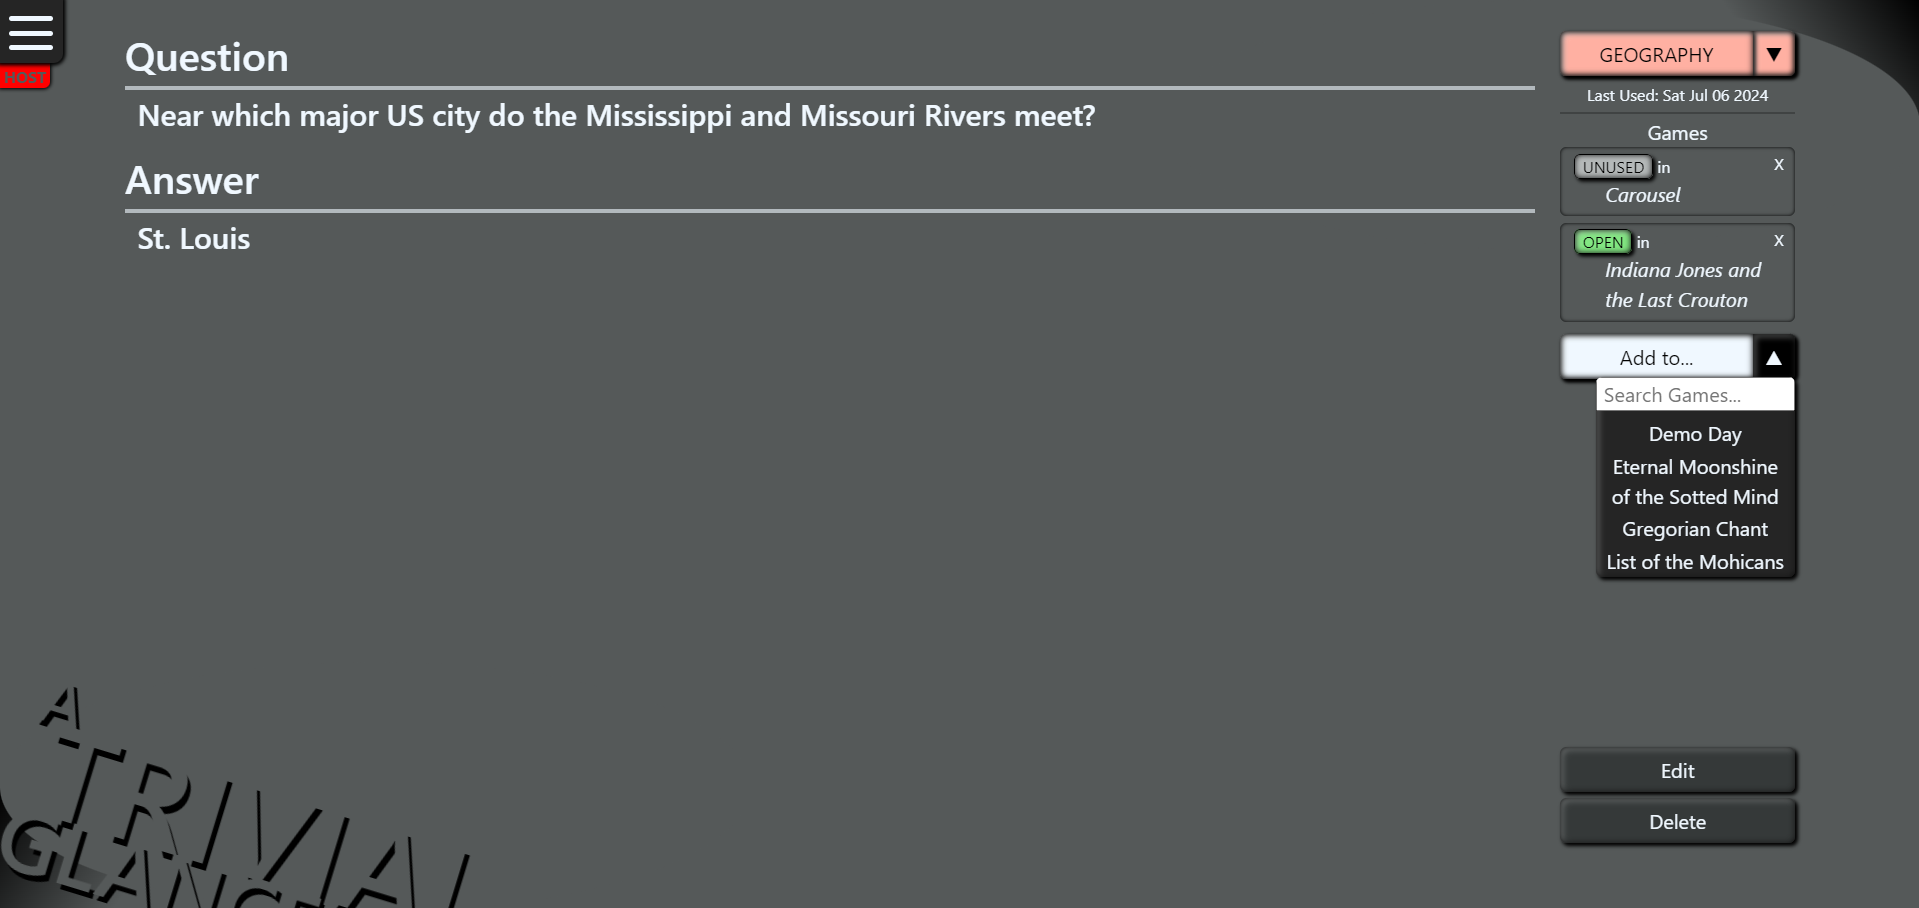 HOST
Question
Near which major US city do the Mississippi and Missouri Rivers meet?
Answer
St. Louis
GEOGRAPHY ▼
Last Used: Sat Jul 06 2024
Games
UNUSED in X
Carousel
OPEN in X
Indiana Jones and
the Last Crouton
Add to... ▲
Search Games...
Demo Day
Eternal Moonshine
of the Sotted Mind
Gregorian Chant
List of the Mohicans
Edit
Delete
A
TRIVIAL
GLANC